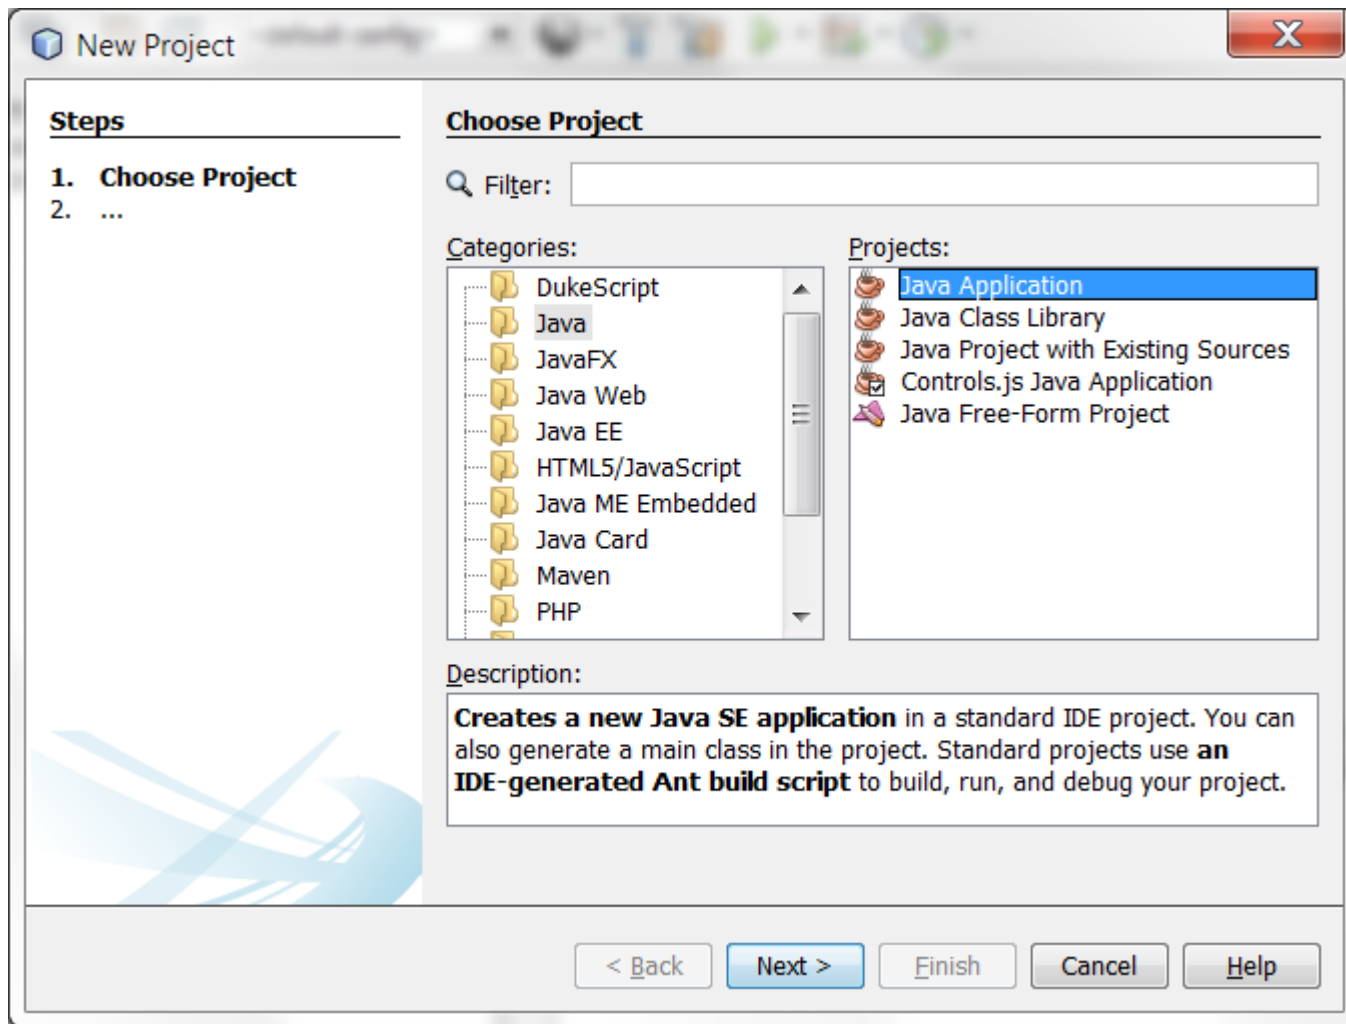 New Project
Steps
1. Choose Project
2. ...
Choose Project
Filter:
Categories:
DukeScript
Java
JavaFX
Java Web
Java EE
HTML5/JavaScript
Java ME Embedded
Java Card
Maven
PHP
Projects:
Java Application
Java Class Library
Java Project with Existing Sources
Controls.js Java Application
Java Free-Form Project
Description:
Creates a new Java SE application in a standard IDE project. You can
also generate a main class in the project. Standard projects use an
IDE-generated Ant build script to build, run, and debug your project.
< Back
Next >
Finish
Cancel
Help